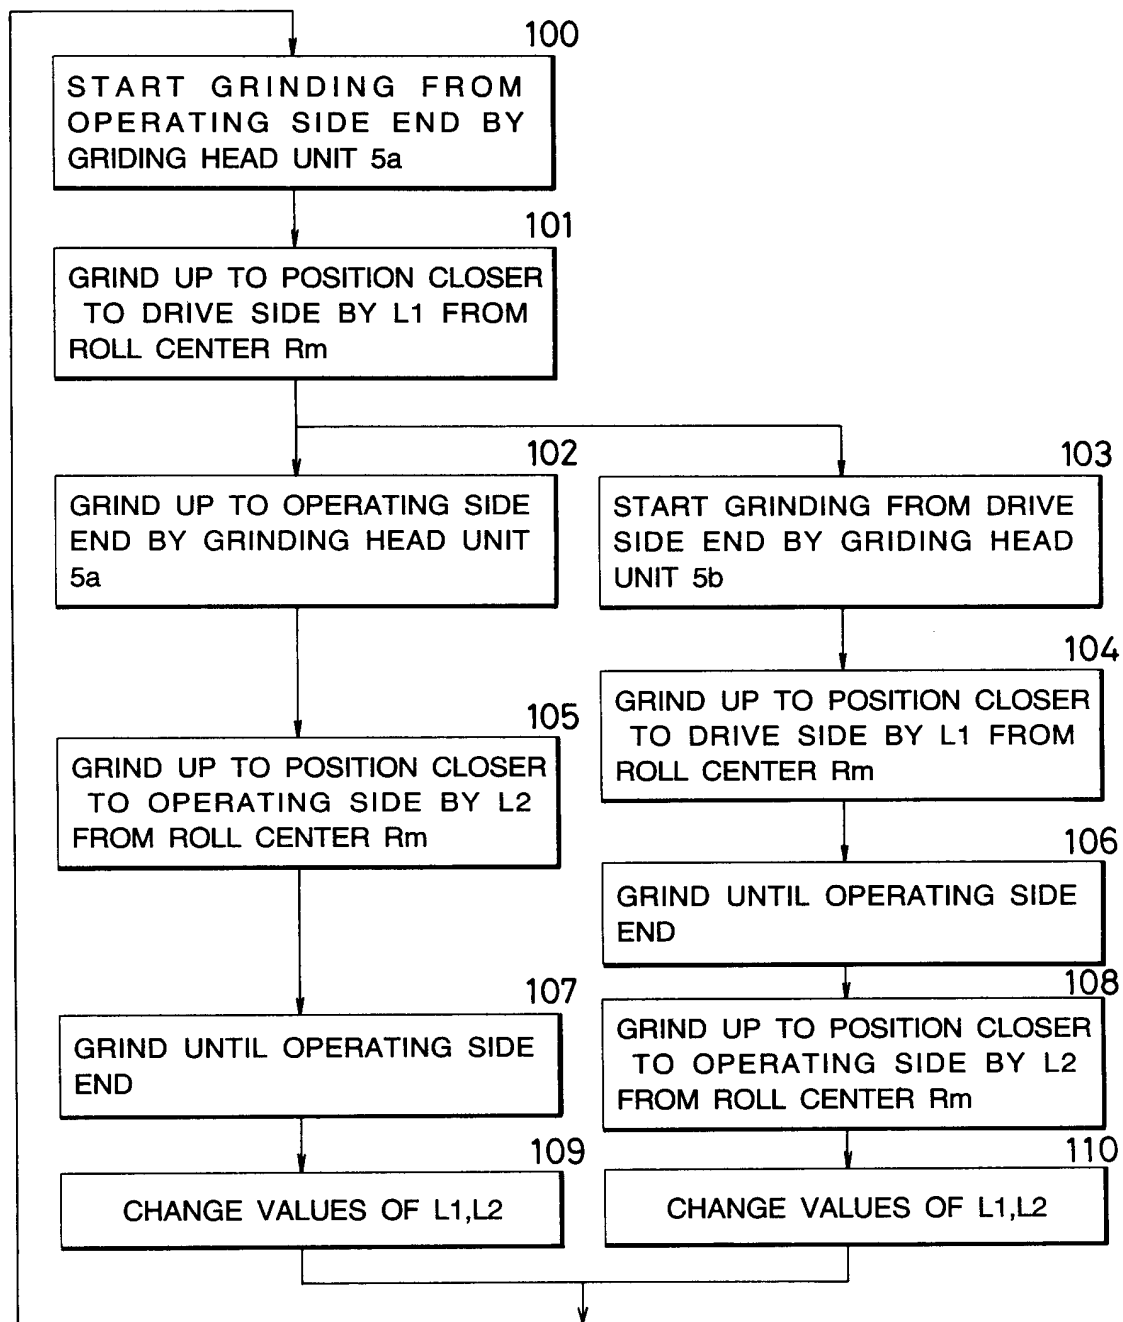 100
START GRINDING FROM
OPERATING SIDE END BY
GRIDING HEAD UNIT 5a
101
GRIND UP TO POSITION CLOSER
TO DRIVE SIDE BY L1 FROM
ROLL CENTER Rm
102
GRIND UP TO OPERATING SIDE
END BY GRINDING HEAD UNIT
5a
103
START GRINDING FROM DRIVE
SIDE END BY GRIDING HEAD
UNIT 5b
104
GRIND UP TO POSITION CLOSER
TO DRIVE SIDE BY L1 FROM
ROLL CENTER Rm
105
GRIND UP TO POSITION CLOSER
TO OPERATING SIDE BY L2
FROM ROLL CENTER Rm
106
GRIND UNTIL OPERATING SIDE
END
107
GRIND UNTIL OPERATING SIDE
END
108
GRIND UP TO POSITION CLOSER
TO OPERATING SIDE BY L2
FROM ROLL CENTER Rm
109
CHANGE VALUES OF L1,L2
110
CHANGE VALUES OF L1,L2